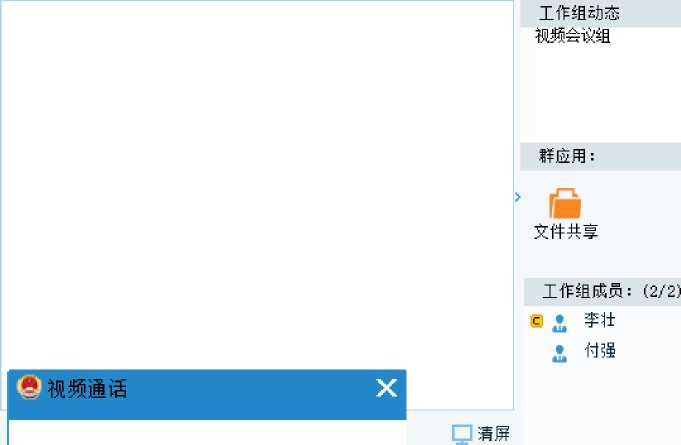 工作组动态
视频会议组
群应用：
文件共享
工作组成员：(2/2)
C 李壮
付强
视频通话
清屏